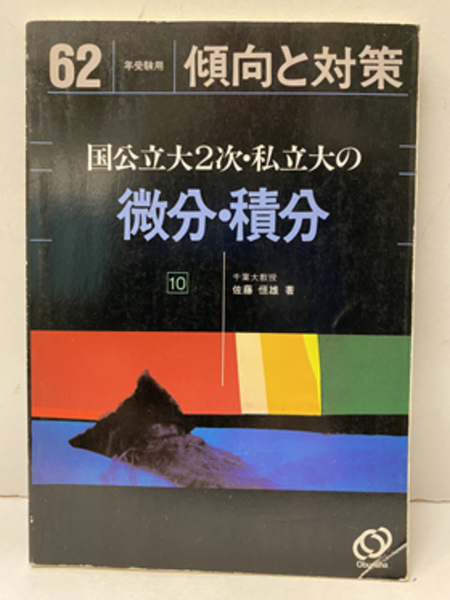 62 年受験用 傾向と対策
国公立大2次・私立大の
微分・積分
10
千葉大教授
佐藤 恒雄 著
Obunsha